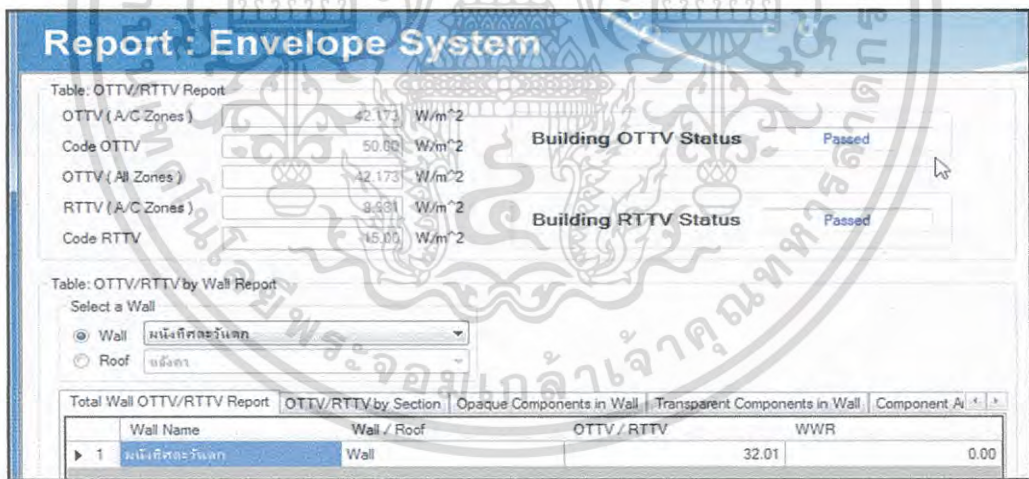 Report : Envelope System
Table: OTTV/RTTV Report
OTTV ( A/C Zones ) 42.173 W/m^2
Code OTTV 50.00 W/m^2
OTTV ( All Zones ) 42.173 W/m^2
RTTV ( A/C Zones ) W/m^2
Code RTTV 15.00 W/m^2
Building OTTV Status Passed
Building RTTV Status Passed
Table: OTTV/RTTV by Wall Report
Select a Wall
Wall ผนังทิศตะวันตก
Roof หลังคา
Total Wall OTTV/RTTV Report OTTV/RTTV by Section Opaque Components in Wall Transparent Components in Wall Component A
Wall Name Wall / Roof OTTV / RTTV WWR
1 ผนังทิศตะวันตก Wall 32.01 0.00